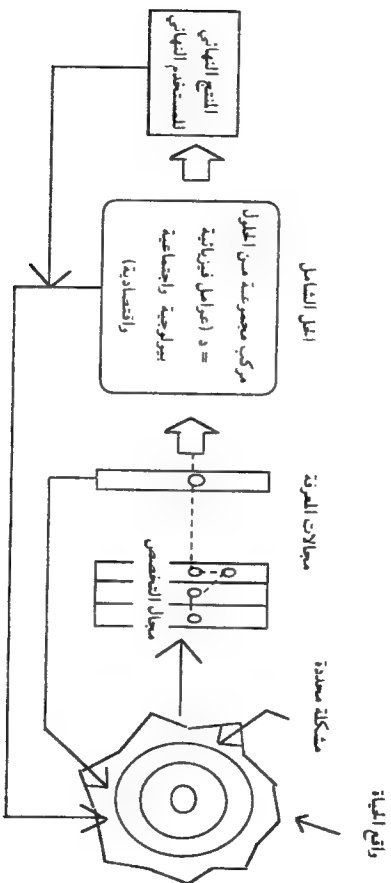 واقع الحياة
مشكلة محددة
مجالات المعرفة
مجال التخصص
الحل الشامل
مركب مجموعة من الحلول
= د (عوامل فيزيائية
بيولوجية واجتماعية
واقتصادية)
المنتج النهائي
للمستخدم النهائي